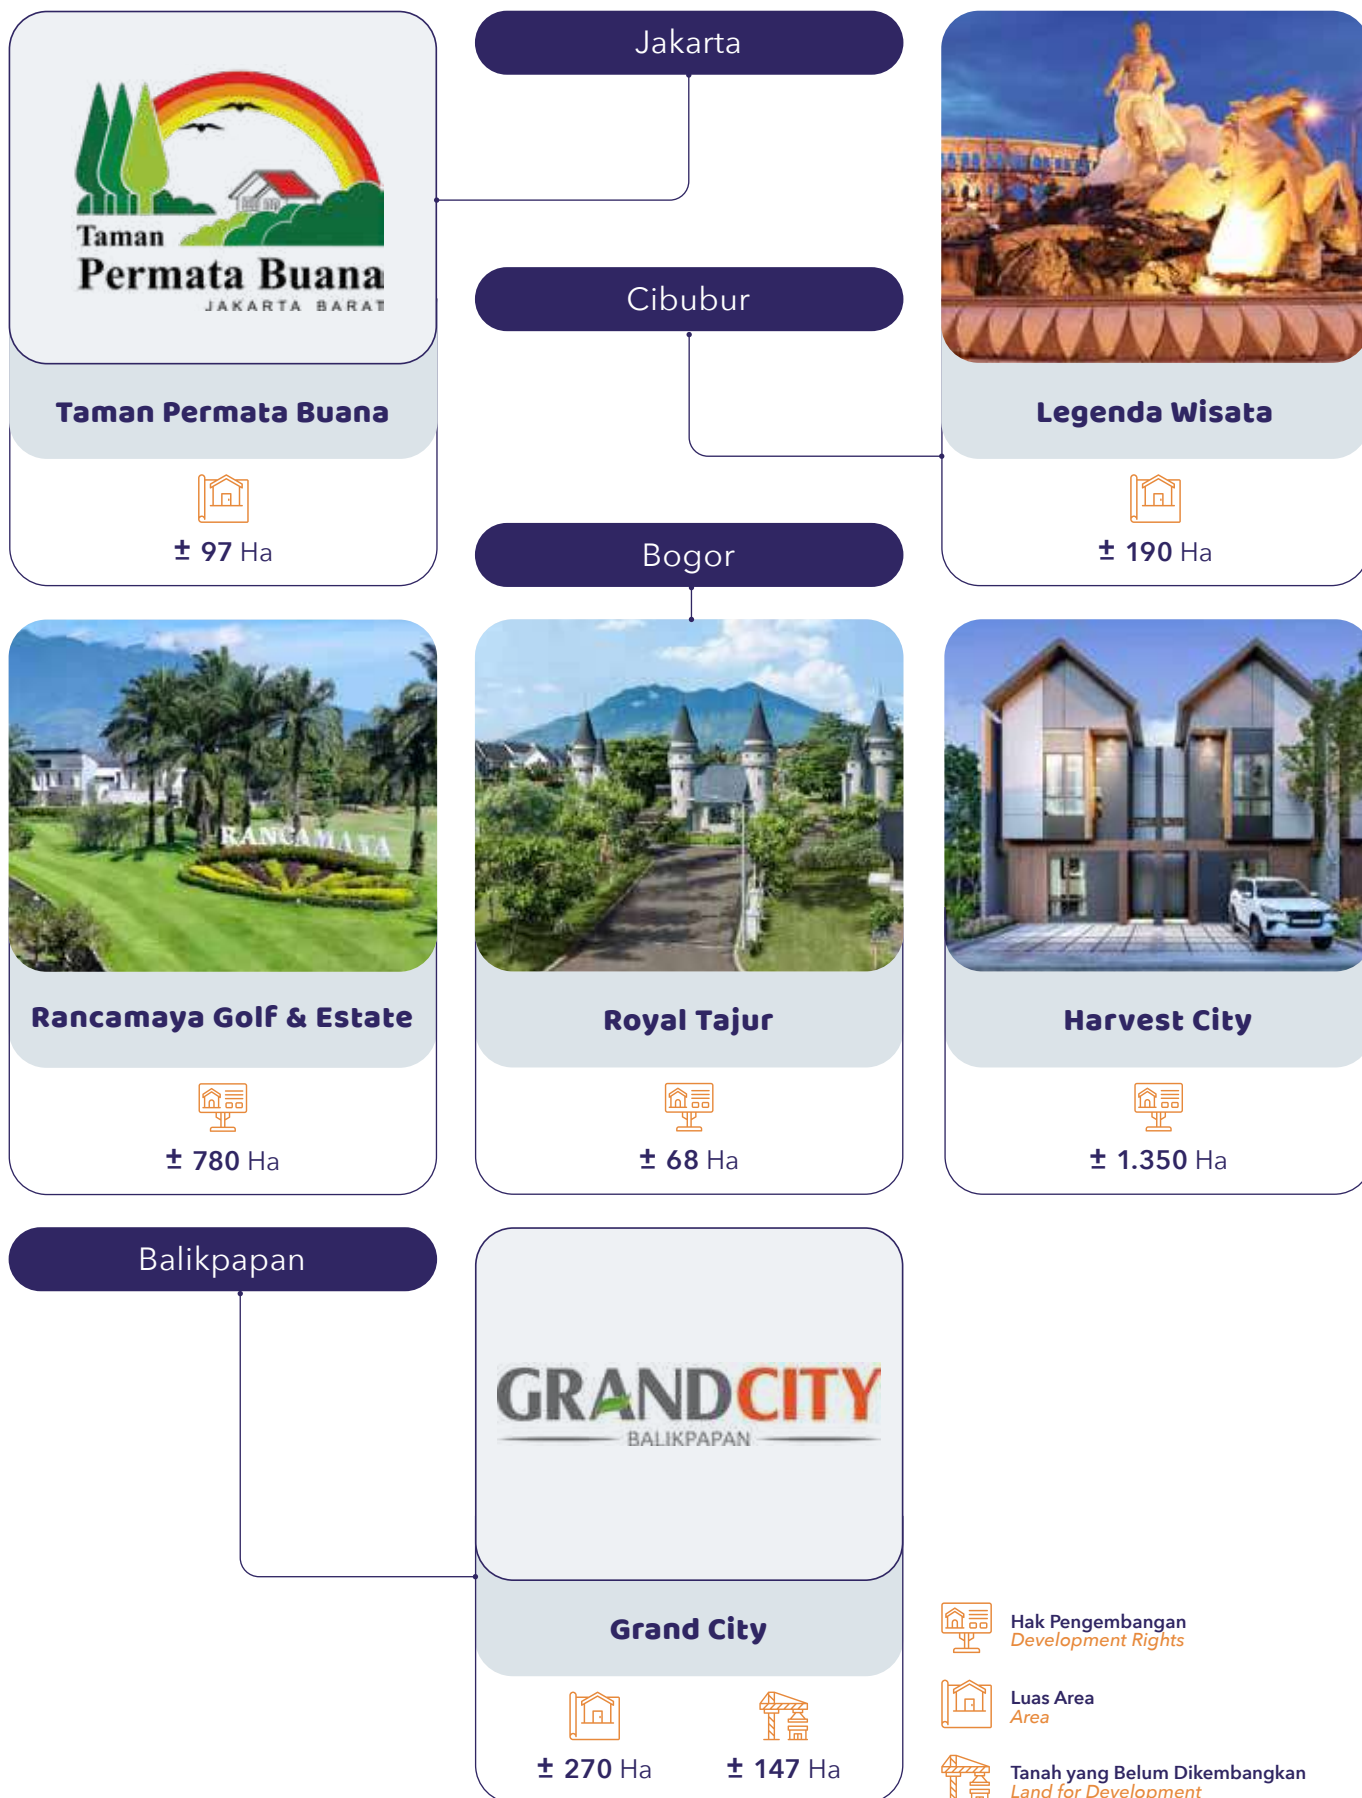 Jakarta
Taman
Permata Buana
JAKARTA BARAT
Taman Permata Buana
± 97 Ha
Cibubur
Legenda Wisata
± 190 Ha
Bogor
RANCAMAYA
Rancamaya Golf & Estate
± 780 Ha
Royal Tajur
± 68 Ha
Harvest City
± 1.350 Ha
Balikpapan
GRANDCITY
BALIKPAPAN
Grand City
± 270 Ha
± 147 Ha
Hak Pengembangan
Development Rights
Luas Area
Area
Tanah yang Belum Dikembangkan
Land for Development